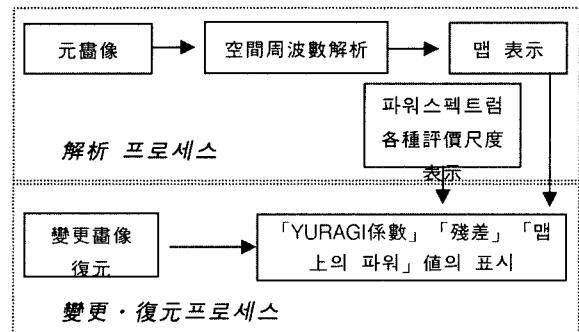 元畵像
空間周波數解析
맵 表示
파워스펙트럼
各種評價尺度
表示
解析 프로세스
變更畵像
復元
「YURAGI係數」「殘差」「맵
上의 파워」値의 표시
變更・復元프로세스